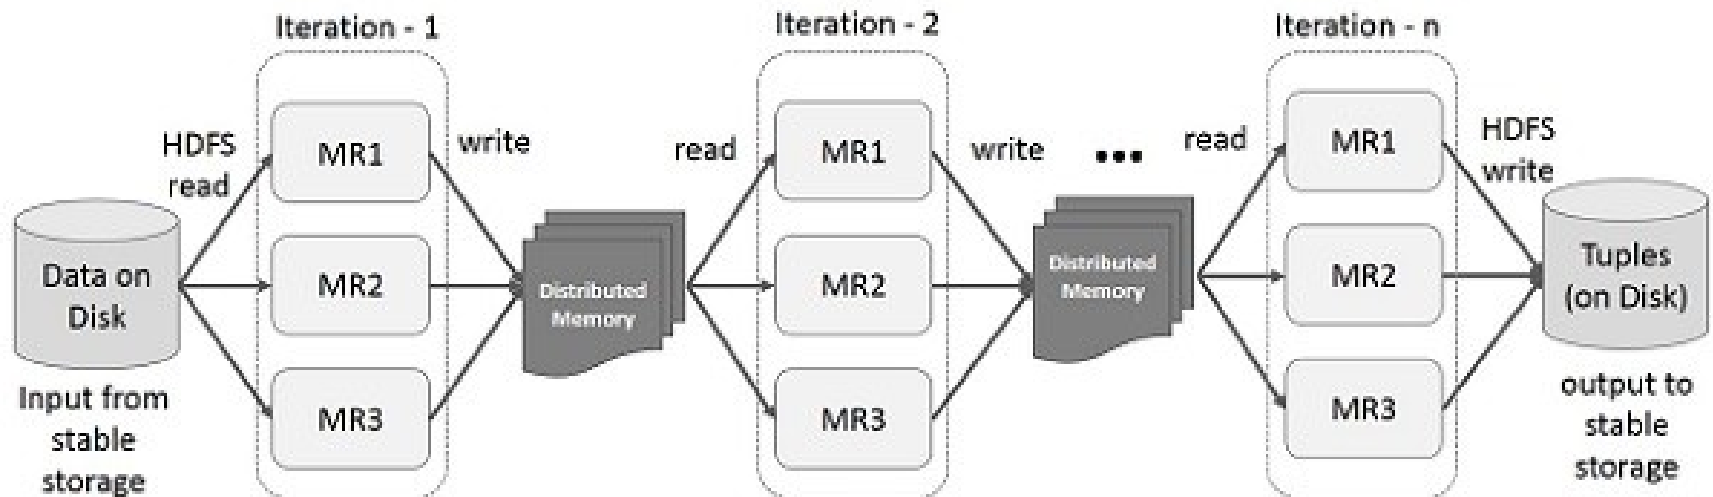 Iteration - 1
Iteration - 2
Iteration - n
HDFS
read
write
read
write
...
read
HDFS
write
MR1
MR2
MR3
MR1
MR2
MR3
MR1
MR2
MR3
Data on
Disk
Distributed
Memory
Distributed
Memory
Tuples
(on Disk)
Input from
stable
storage
output to
stable
storage